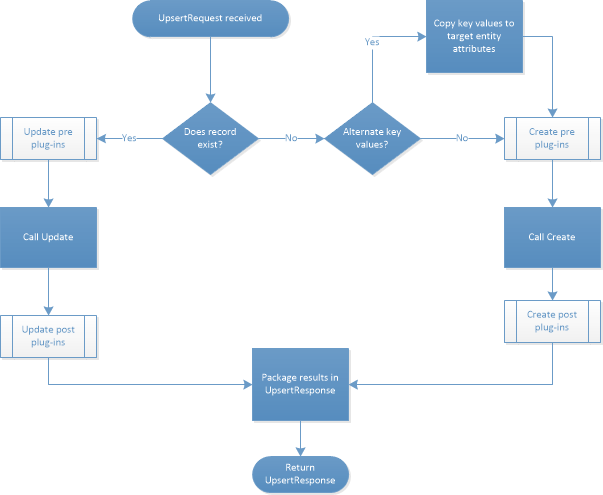 UpsertRequest received
Copy key values to
target entity
attributes
Yes
Update pre
plug-ins
Yes
Does record
exist?
No
Alternate key
values?
No
Create pre
plug-ins
Call Update
Call Create
Update post
plug-ins
Create post
plug-ins
Package results in
UpsertResponse
Return
UpsertResponse